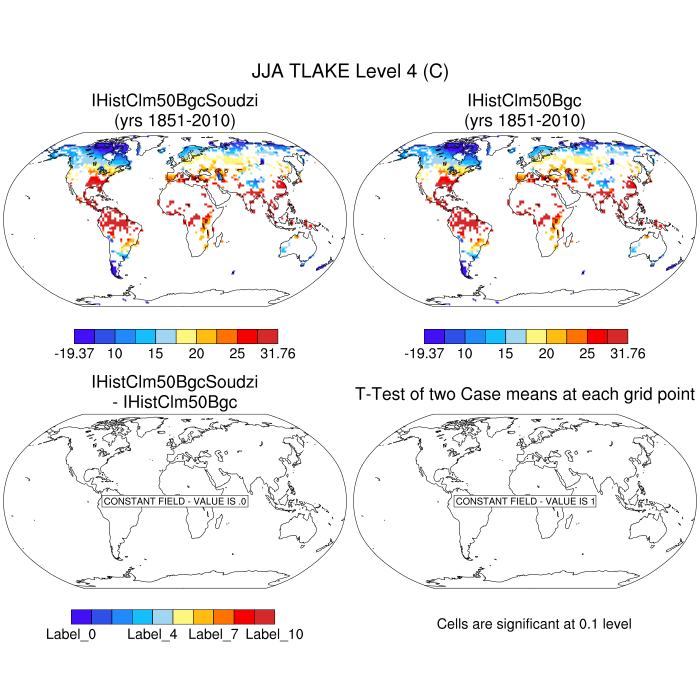 JJA TLAKE Level 4 (C)
IHistClm50BgcSoudzi
(yrs 1851-2010)
IHistClm50Bgc
(yrs 1851-2010)
-19.37 10 15 20 25 31.76
-19.37 10 15 20 25 31.76
IHistClm50BgcSoudzi
- IHistClm50Bgc
T-Test of two Case means at each grid point
CONSTANT FIELD - VALUE IS .0
CONSTANT FIELD - VALUE IS 1
Label_0 Label_4 Label_7 Label_10
Cells are significant at 0.1 level